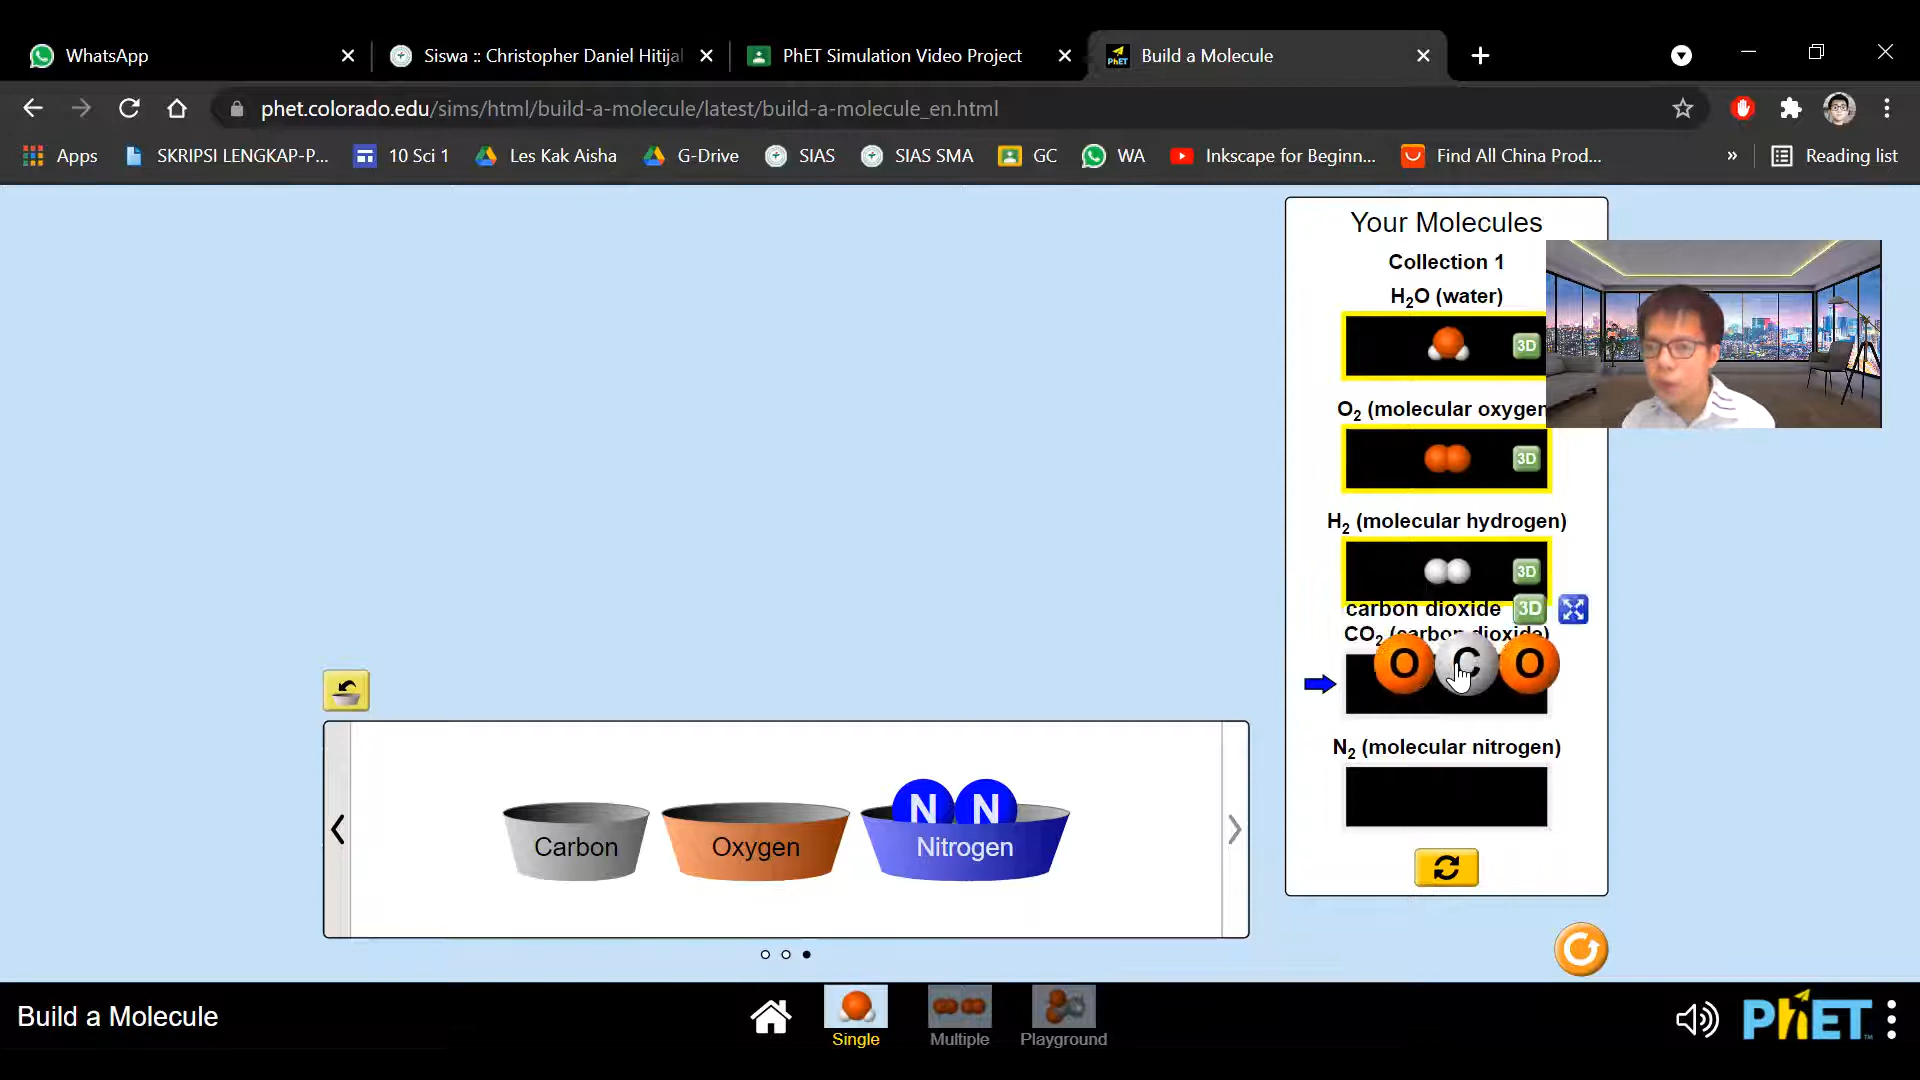 WhatsApp
Siswa :: Christopher Daniel Hitijal
PhET Simulation Video Project
Build a Molecule
phet.colorado.edu/sims/html/build-a-molecule/latest/build-a-molecule_en.html
Apps
SKRIPSI LENGKAP-P...
10 Sci 1
Les Kak Aisha
G-Drive
SIAS
SIAS SMA
GC
WA
Inkscape for Beginn...
Find All China Prod...
»
Reading list
Your Molecules
Collection 1
H₂O (water)
3D
O₂ (molecular oxygen
3D
H₂ (molecular hydrogen)
3D
carbon dioxide 3D
CO₂ (carbon dioxide)
O C O
N₂ (molecular nitrogen)
N N
Carbon
Oxygen
Nitrogen
Build a Molecule
Single
Multiple
Playground
PhET